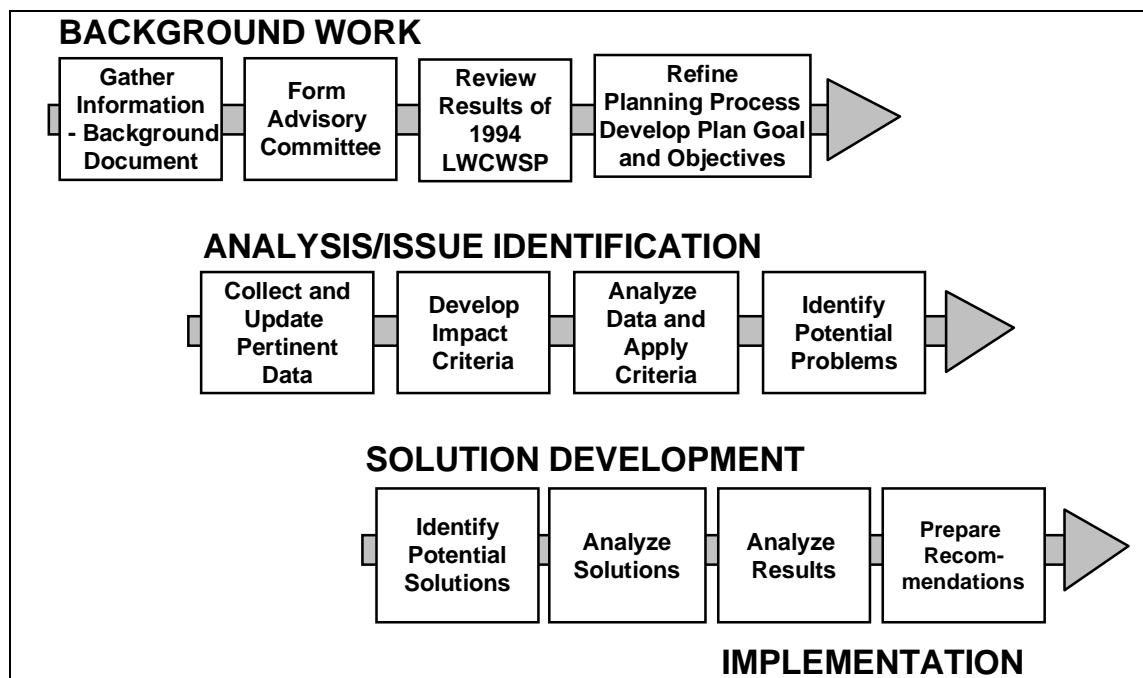 BACKGROUND WORK
Gather
Information
- Background
Document
Form
Advisory
Committee
Review
Results of
1994
LWCWSP
Refine
Planning Process
Develop Plan Goal
and Objectives
ANALYSIS/ISSUE IDENTIFICATION
Collect and
Update
Pertinent
Data
Develop
Impact
Criteria
Analyze
Data and
Apply
Criteria
Identify
Potential
Problems
SOLUTION DEVELOPMENT
Identify
Potential
Solutions
Analyze
Solutions
Analyze
Results
Prepare
Recom-
mendations
IMPLEMENTATION